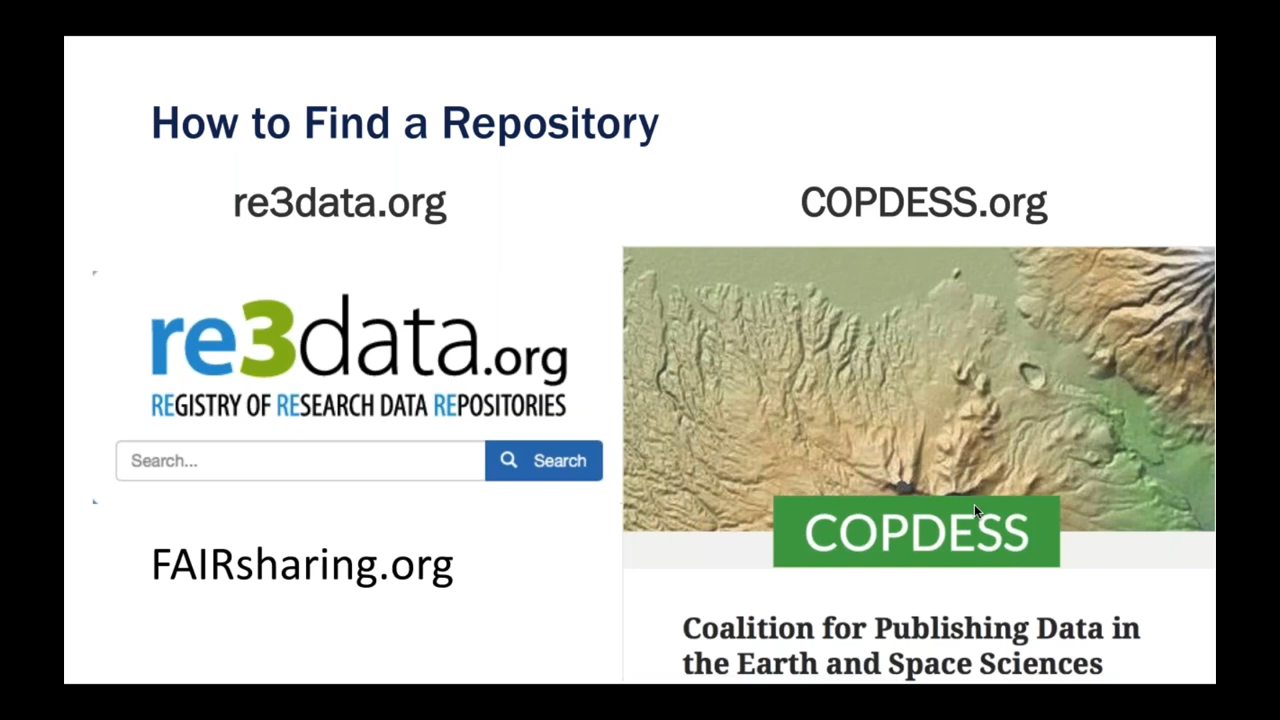 How to Find a Repository
re3data.org
re3data.org
REGISTRY OF RESEARCH DATA REPOSITORIES
Search...
Search
FAIRsharing.org
COPDESS.org
COPDESS
Coalition for Publishing Data in
the Earth and Space Sciences